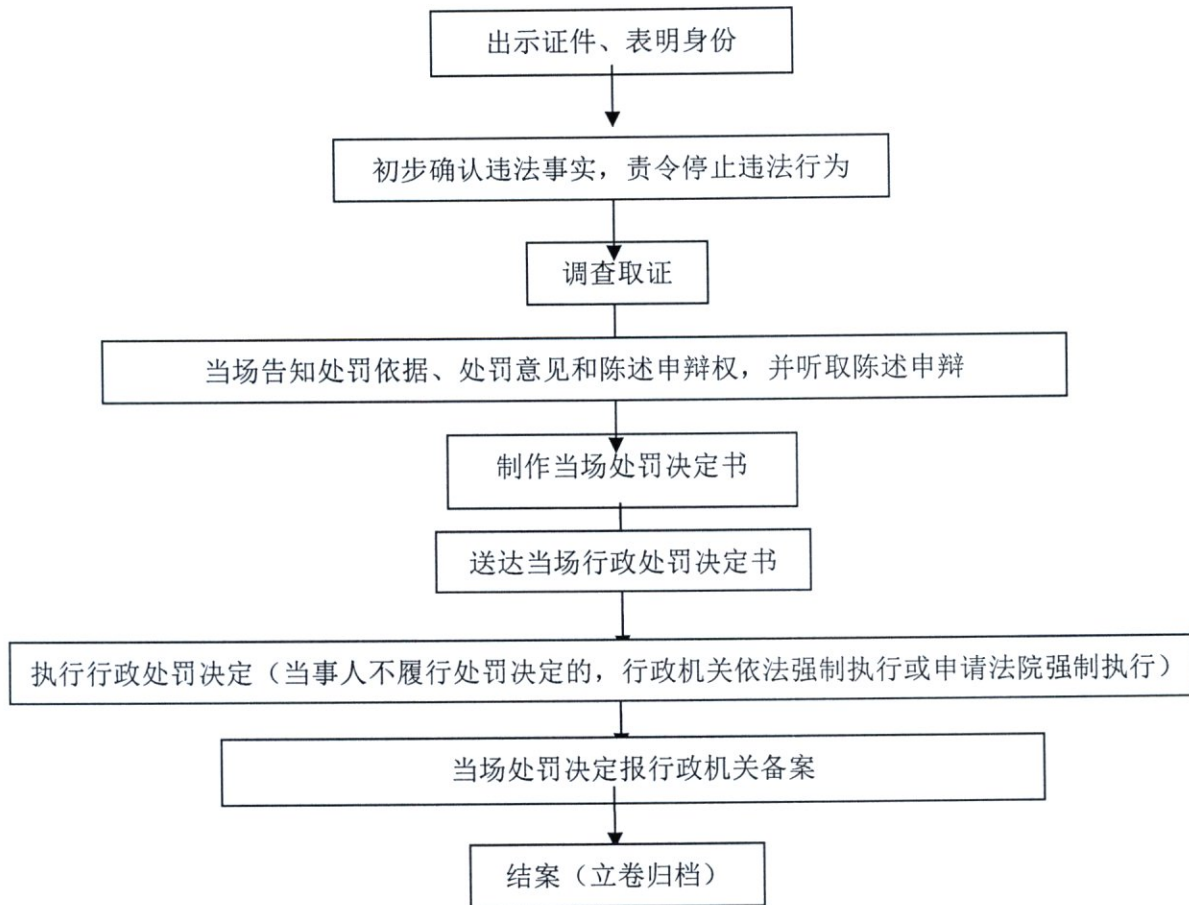 出示证件、表明身份
初步确认违法事实，责令停止违法行为
调查取证
当场告知处罚依据、处罚意见和陈述申辩权，并听取陈述申辩
制作当场处罚决定书
送达当场行政处罚决定书
执行行政处罚决定（当事人不履行处罚决定的，行政机关依法强制执行或申请法院强制执行）
当场处罚决定报行政机关备案
结案（立卷归档）